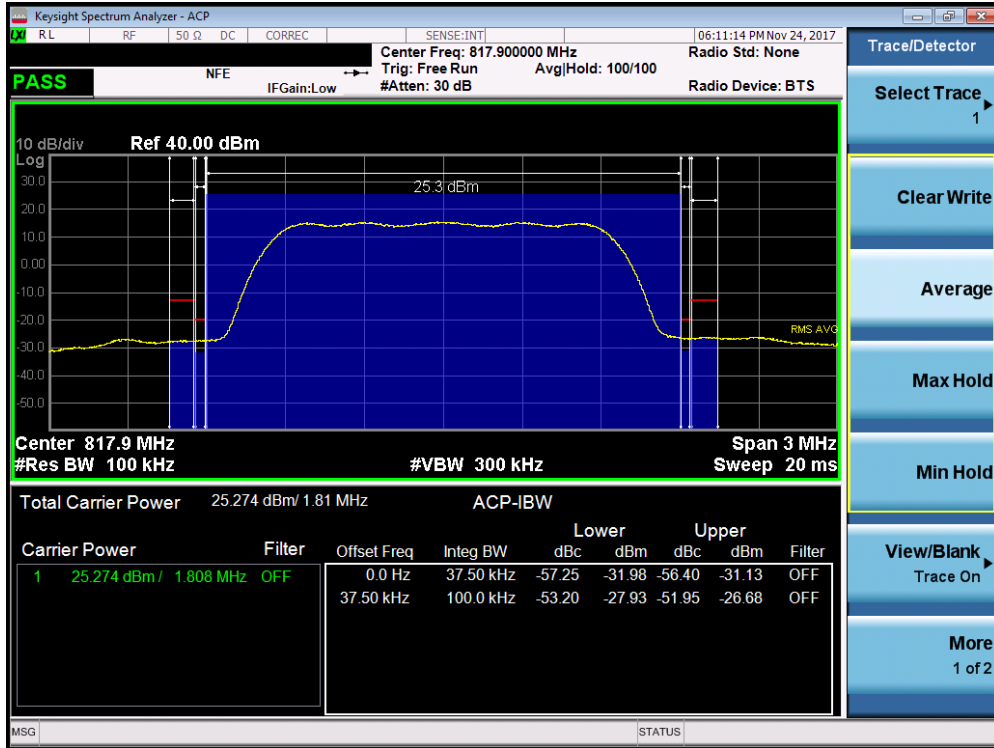 Keysight Spectrum Analyzer - ACP
LXI RL RF 50 Ω DC CORREC SENSE:INT 06:11:14 PM Nov 24, 2017
Center Freq: 817.900000 MHz Radio Std: None
NFE Trig: Free Run Avg|Hold: 100/100
PASS IFGain:Low #Atten: 30 dB Radio Device: BTS
10 dB/div Ref 40.00 dBm
Log
25.3 dBm
30.0
20.0
10.0
0.00
-10.0
-20.0
RMS AVG
-30.0
-40.0
-50.0
Center 817.9 MHz Span 3 MHz
#Res BW 100 kHz #VBW 300 kHz Sweep 20 ms
Total Carrier Power 25.274 dBm/ 1.81 MHz ACP-IBW
Lower Upper
Carrier Power Filter Offset Freq Integ BW dBc dBm dBc dBm Filter
1 25.274 dBm / 1.808 MHz OFF 0.0 Hz 37.50 kHz -57.25 -31.98 -56.40 -31.13 OFF
37.50 kHz 100.0 kHz -53.20 -27.93 -51.95 -26.68 OFF
MSG STATUS
Trace/Detector
Select Trace
1
Clear Write
Average
Max Hold
Min Hold
View/Blank
Trace On
More
1 of 2